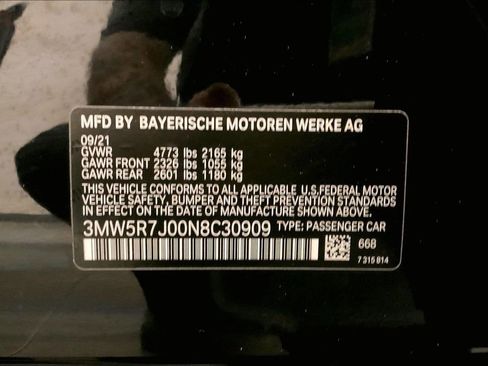 MFD BY BAYERISCHE MOTOREN WERKE AG
09/21
GVWR 4773 lbs 2165 kg
GAWR FRONT 2326 lbs 1055 kg
GAWR REAR 2601 lbs 1180 kg
THIS VEHICLE CONFORMS TO ALL APPLICABLE U.S.FEDERAL MOTOR
VEHICLE SAFETY, BUMPER AND THEFT PREVENTION STANDARDS
IN EFFECT ON THE DATE OF MANUFACTURE SHOWN ABOVE.
3MW5R7J00N8C30909 TYPE: PASSENGER CAR
668
7 315 814